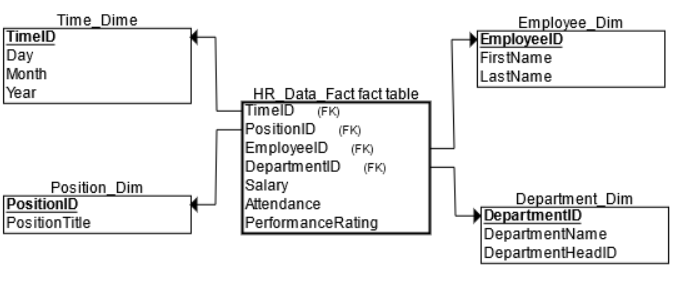 Time_Dime
TimeID
Day
Month
Year
Employee_Dim
EmployeeID
FirstName
LastName
HR_Data_Fact fact table
TimeID (FK)
PositionID (FK)
EmployeeID (FK)
DepartmentID (FK)
Salary
Attendance
PerformanceRating
Position_Dim
PositionID
PositionTitle
Department_Dim
DepartmentID
DepartmentName
DepartmentHeadID